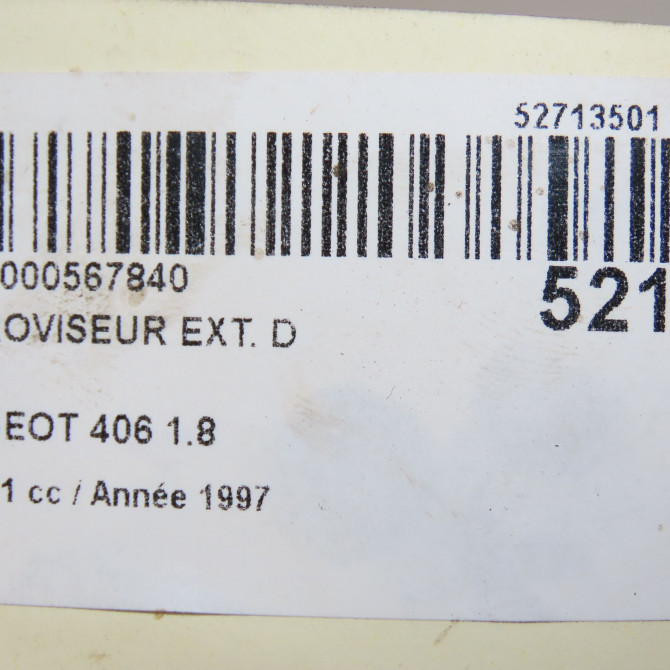 52713501
000567840
521
OVISEUR EXT. D
EOT 406 1.8
1 cc / Année 1997